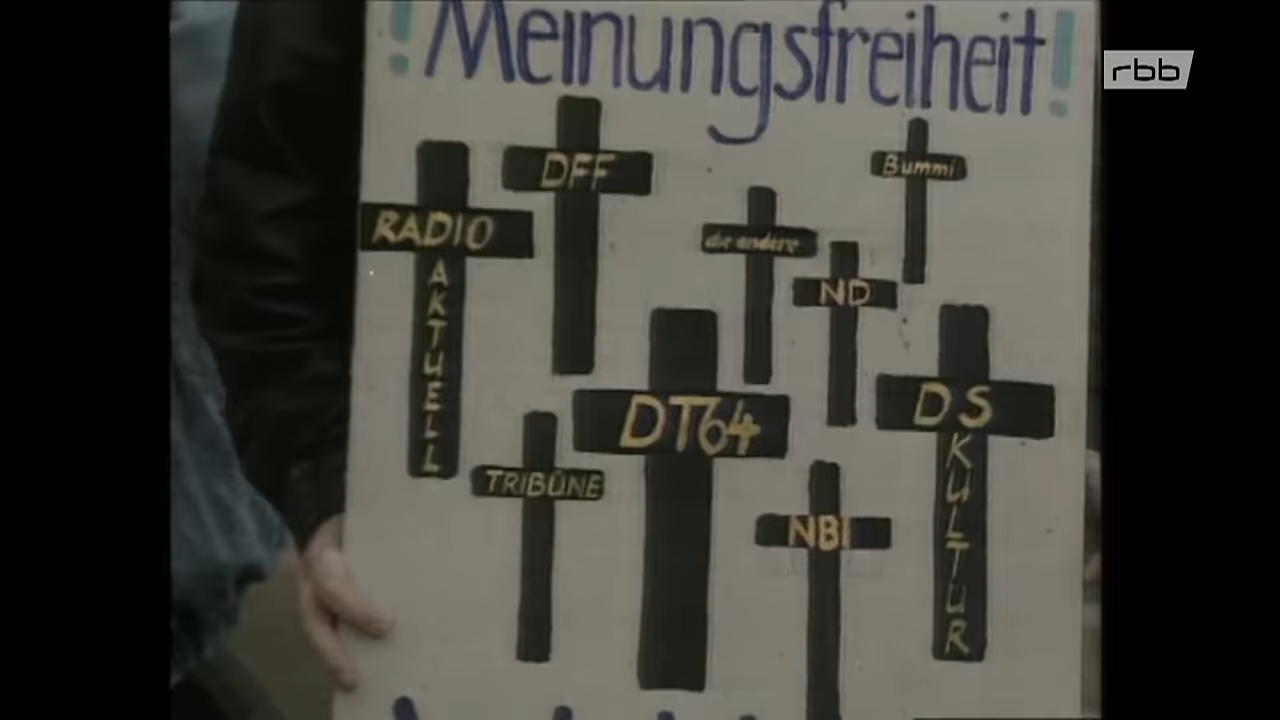 ! Meinungsfreiheit !
rbb
DFF
Bummi
RADIO
AKTUELL
die andere
ND
DT64
DS
KULTUR
TRIBÜNE
NBI